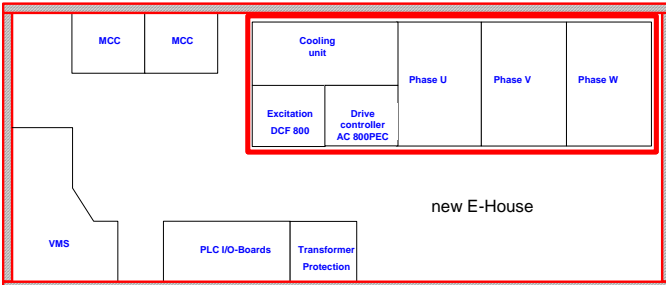 MCC
MCC
Cooling
unit
Phase U
Phase V
Phase W
Excitation
DCF 800
Drive
controller
AC 800PEC
new E-House
VMS
PLC I/O-Boards
Transformer
Protection